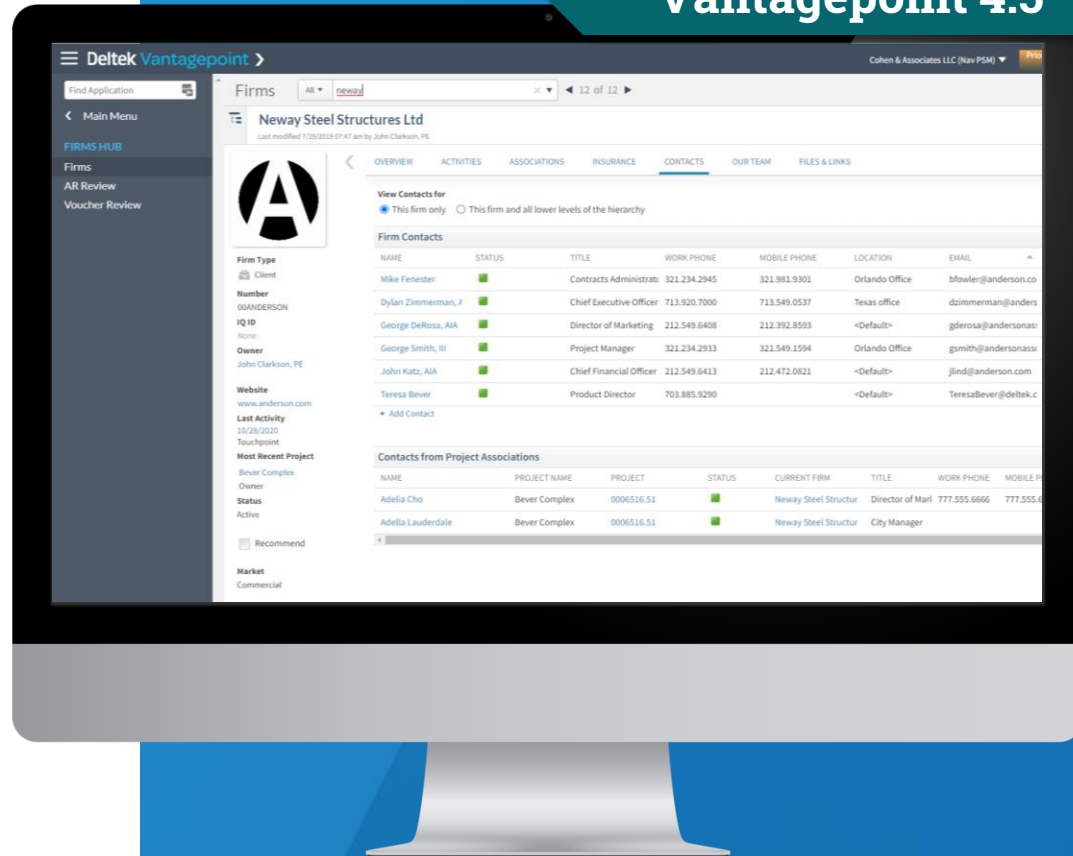 Vantagepoint 4.5
Deltek Vantagepoint
Cohen & Associates LLC (Nav PSM)
Find Application
Main Menu
FIRMS HUB
Firms
AR Review
Voucher Review
Firms All neway 12 of 12
Neway Steel Structures Ltd
Last modified 7/29/2019 07:47 am by John Clarkson, PE
OVERVIEW ACTIVITIES ASSOCIATIONS INSURANCE CONTACTS OUR TEAM FILES & LINKS
View Contacts for
This firm only This firm and all lower levels of the hierarchy
Firm Type
Client
Number
00ANDERSON
IQ ID
None
Owner
John Clarkson, PE
Website
www.anderson.com
Last Activity
10/28/2020
Touchpoint
Most Recent Project
Bever Complex
Owner
Status
Active
Recommend
Market
Commercial
Firm Contacts
NAME STATUS TITLE WORK PHONE MOBILE PHONE LOCATION EMAIL
Mike Fenester Contracts Administrat 321.234.2945 321.981.9301 Orlando Office bfowler@anderson.co
Dylan Zimmerman, Chief Executive Officer 713.920.7000 713.549.0537 Texas office dzimmerman@anders
George DeRosa, AIA Director of Marketing 212.549.6408 212.392.8593 <Default> gderosa@andersonas
George Smith, III Project Manager 321.234.2933 321.549.1594 Orlando Office gsmith@andersonass
John Katz, AIA Chief Financial Officer 212.549.6413 212.472.0821 <Default> jlind@anderson.com
Teresa Bever Product Director 703.885.9290 <Default> TeresaBever@deltek.c
+ Add Contact
Contacts from Project Associations
NAME PROJECT NAME PROJECT STATUS CURRENT FIRM TITLE WORK PHONE MOBILE P
Adelia Cho Bever Complex 0006516.51 Neway Steel Structur Director of Marl 777.555.6666 777.555.6
Adella Lauderdale Bever Complex 0006516.51 Neway Steel Structur City Manager